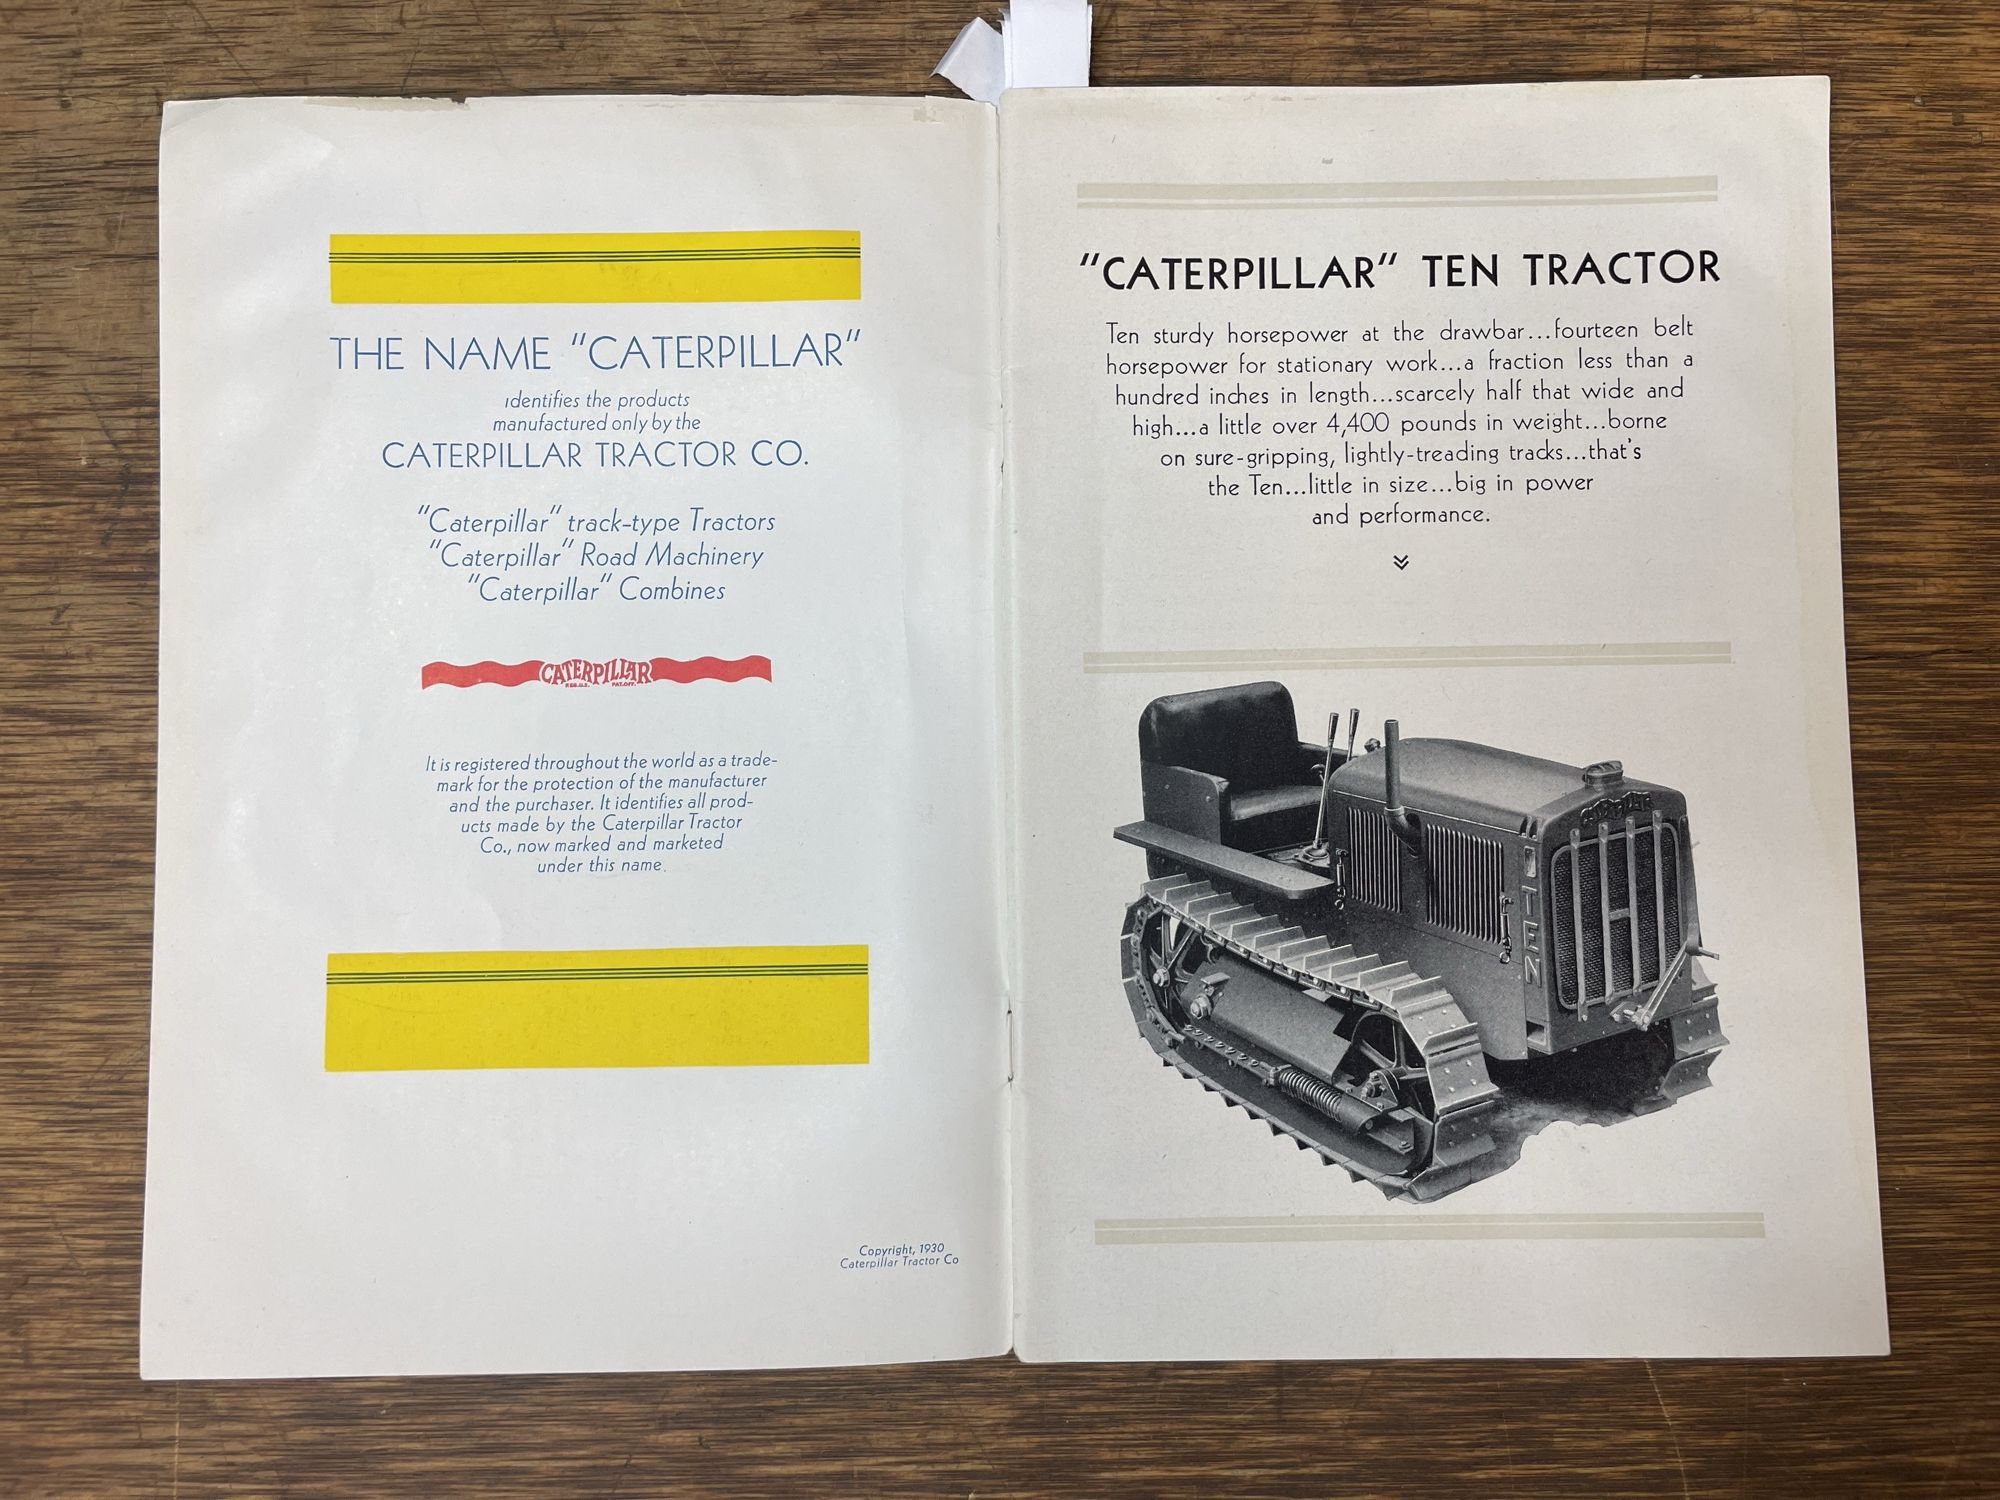 THE NAME "CATERPILLAR"
identifies the products
manufactured only by the
CATERPILLAR TRACTOR CO.
"Caterpillar" track-type Tractors
"Caterpillar" Road Machinery
"Caterpillar" Combines
CATERPILLAR
REG. U.S. PAT. OFF.
It is registered throughout the world as a trade-
mark for the protection of the manufacturer
and the purchaser. It identifies all prod-
ucts made by the Caterpillar Tractor
Co., now marked and marketed
under this name.
Copyright, 1930
Caterpillar Tractor Co
"CATERPILLAR" TEN TRACTOR
Ten sturdy horsepower at the drawbar...fourteen belt
horsepower for stationary work...a fraction less than a
hundred inches in length...scarcely half that wide and
high...a little over 4,400 pounds in weight...borne
on sure-gripping, lightly-treading tracks...that's
the Ten...little in size...big in power
and performance.
CATERPILLAR
TEN